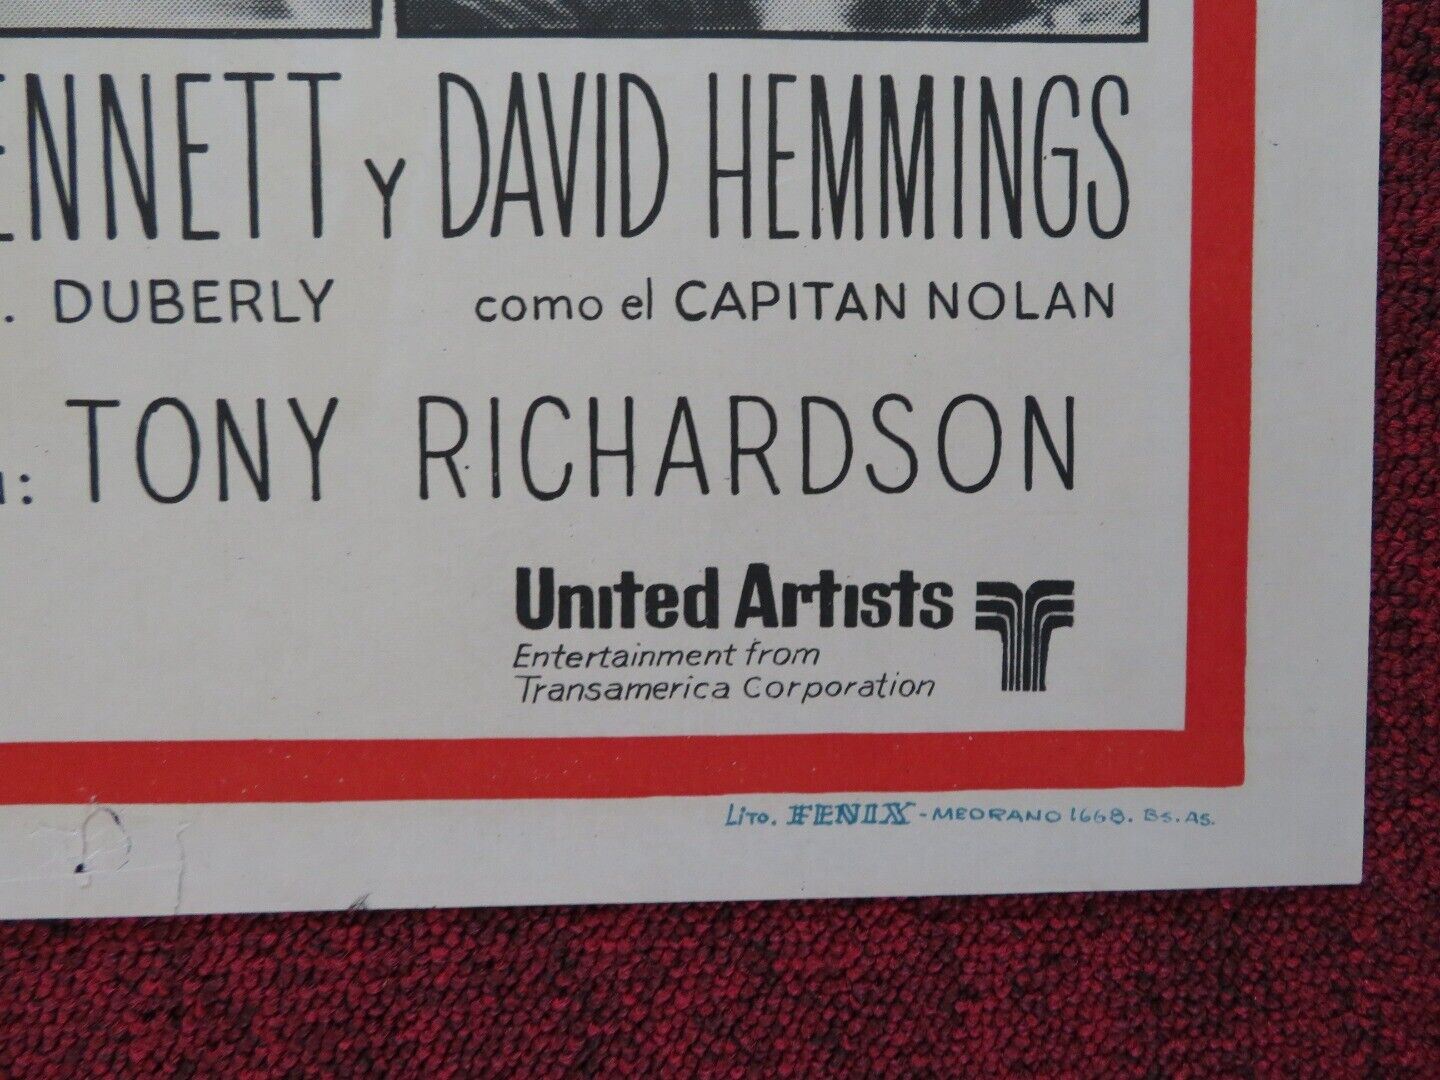 ENNETT Y DAVID HEMMINGS
. DUBERLY como el CAPITAN NOLAN
: TONY RICHARDSON
United Artists
Entertainment from
Transamerica Corporation
LITO. FENIX - MEDRANO 1668. BS. AS.